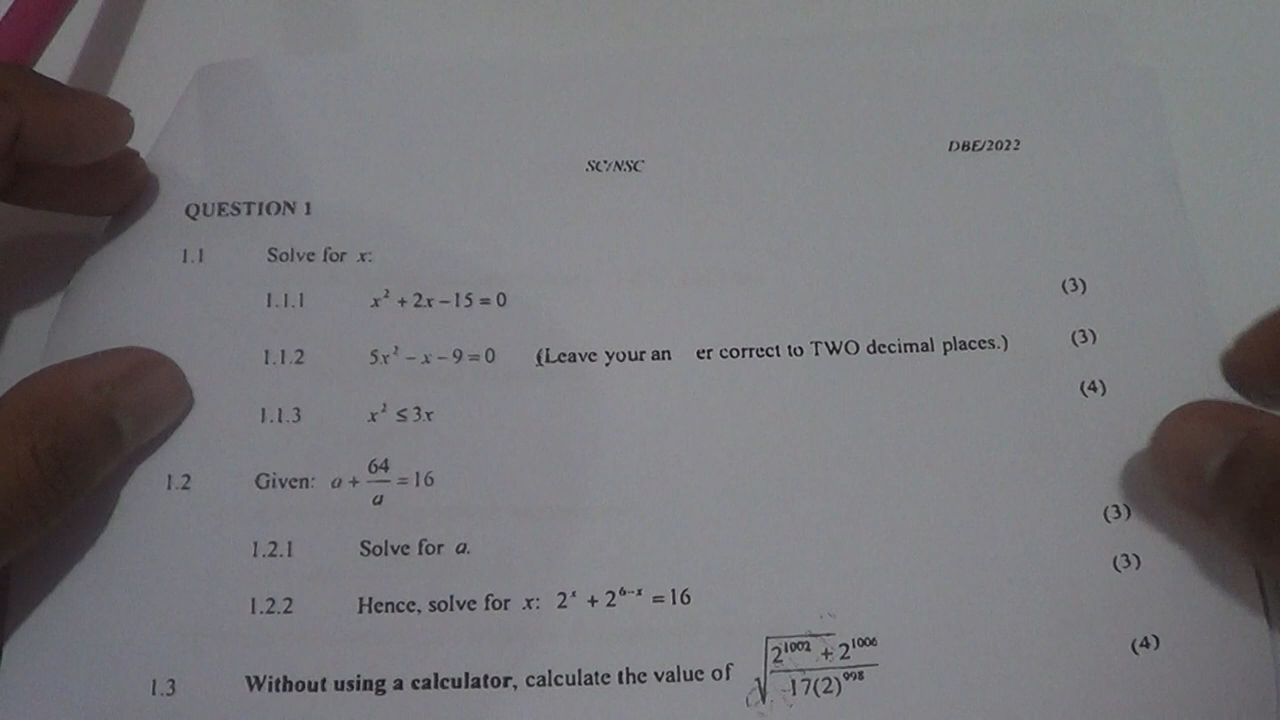 SC/NSC
DBE/2022
QUESTION 1
1.1 Solve for x:
1.1.1 x² + 2x – 15 = 0 (3)
1.1.2 5x² – x – 9 = 0 (Leave your an er correct to TWO decimal places.) (3)
1.1.3 x² ≤ 3x (4)
1.2 Given: a + 64/a = 16
1.2.1 Solve for a. (3)
1.2.2 Hence, solve for x: 2ˣ + 2⁶⁻ˣ = 16 (3)
1.3 Without using a calculator, calculate the value of √((2¹⁰⁰² + 2¹⁰⁰⁶)/(17(2)⁹⁹⁸)) (4)